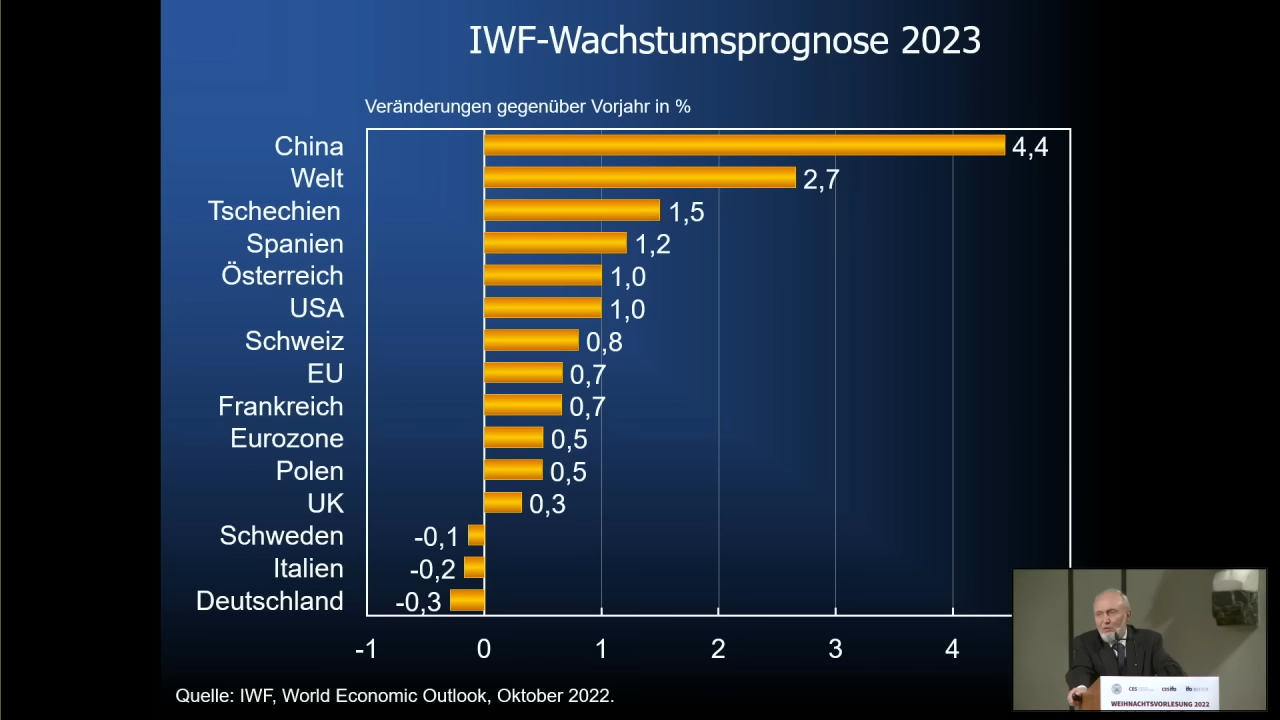 IWF-Wachstumsprognose 2023
Veränderungen gegenüber Vorjahr in %
China 4,4
Welt 2,7
Tschechien 1,5
Spanien 1,2
Österreich 1,0
USA 1,0
Schweiz 0,8
EU 0,7
Frankreich 0,7
Eurozone 0,5
Polen 0,5
UK 0,3
Schweden -0,1
Italien -0,2
Deutschland -0,3
-1 0 1 2 3 4
Quelle: IWF, World Economic Outlook, Oktober 2022.
CES CESifo ifo
WEIHNACHTSVORLESUNG 2022